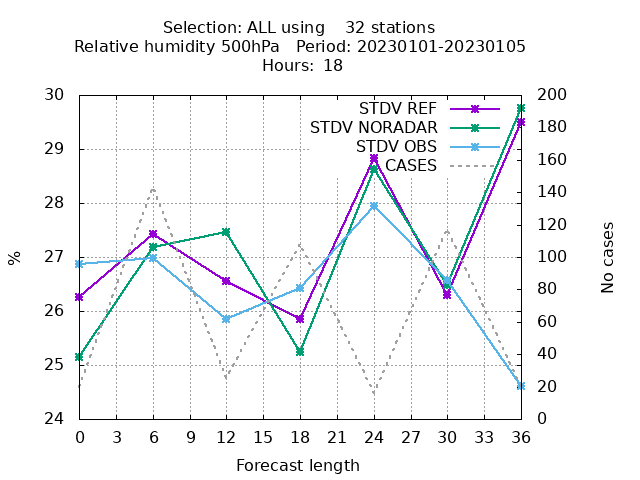 Selection: ALL using    32 stations
Relative humidity 500hPa   Period: 20230101-20230105
Hours: 18
STDV REF
STDV NORADAR
STDV OBS
CASES
30
29
28
27
26
25
24
%
200
180
160
140
120
100
80
60
40
20
0
No cases
0 3 6 9 12 15 18 21 24 27 30 33 36
Forecast length